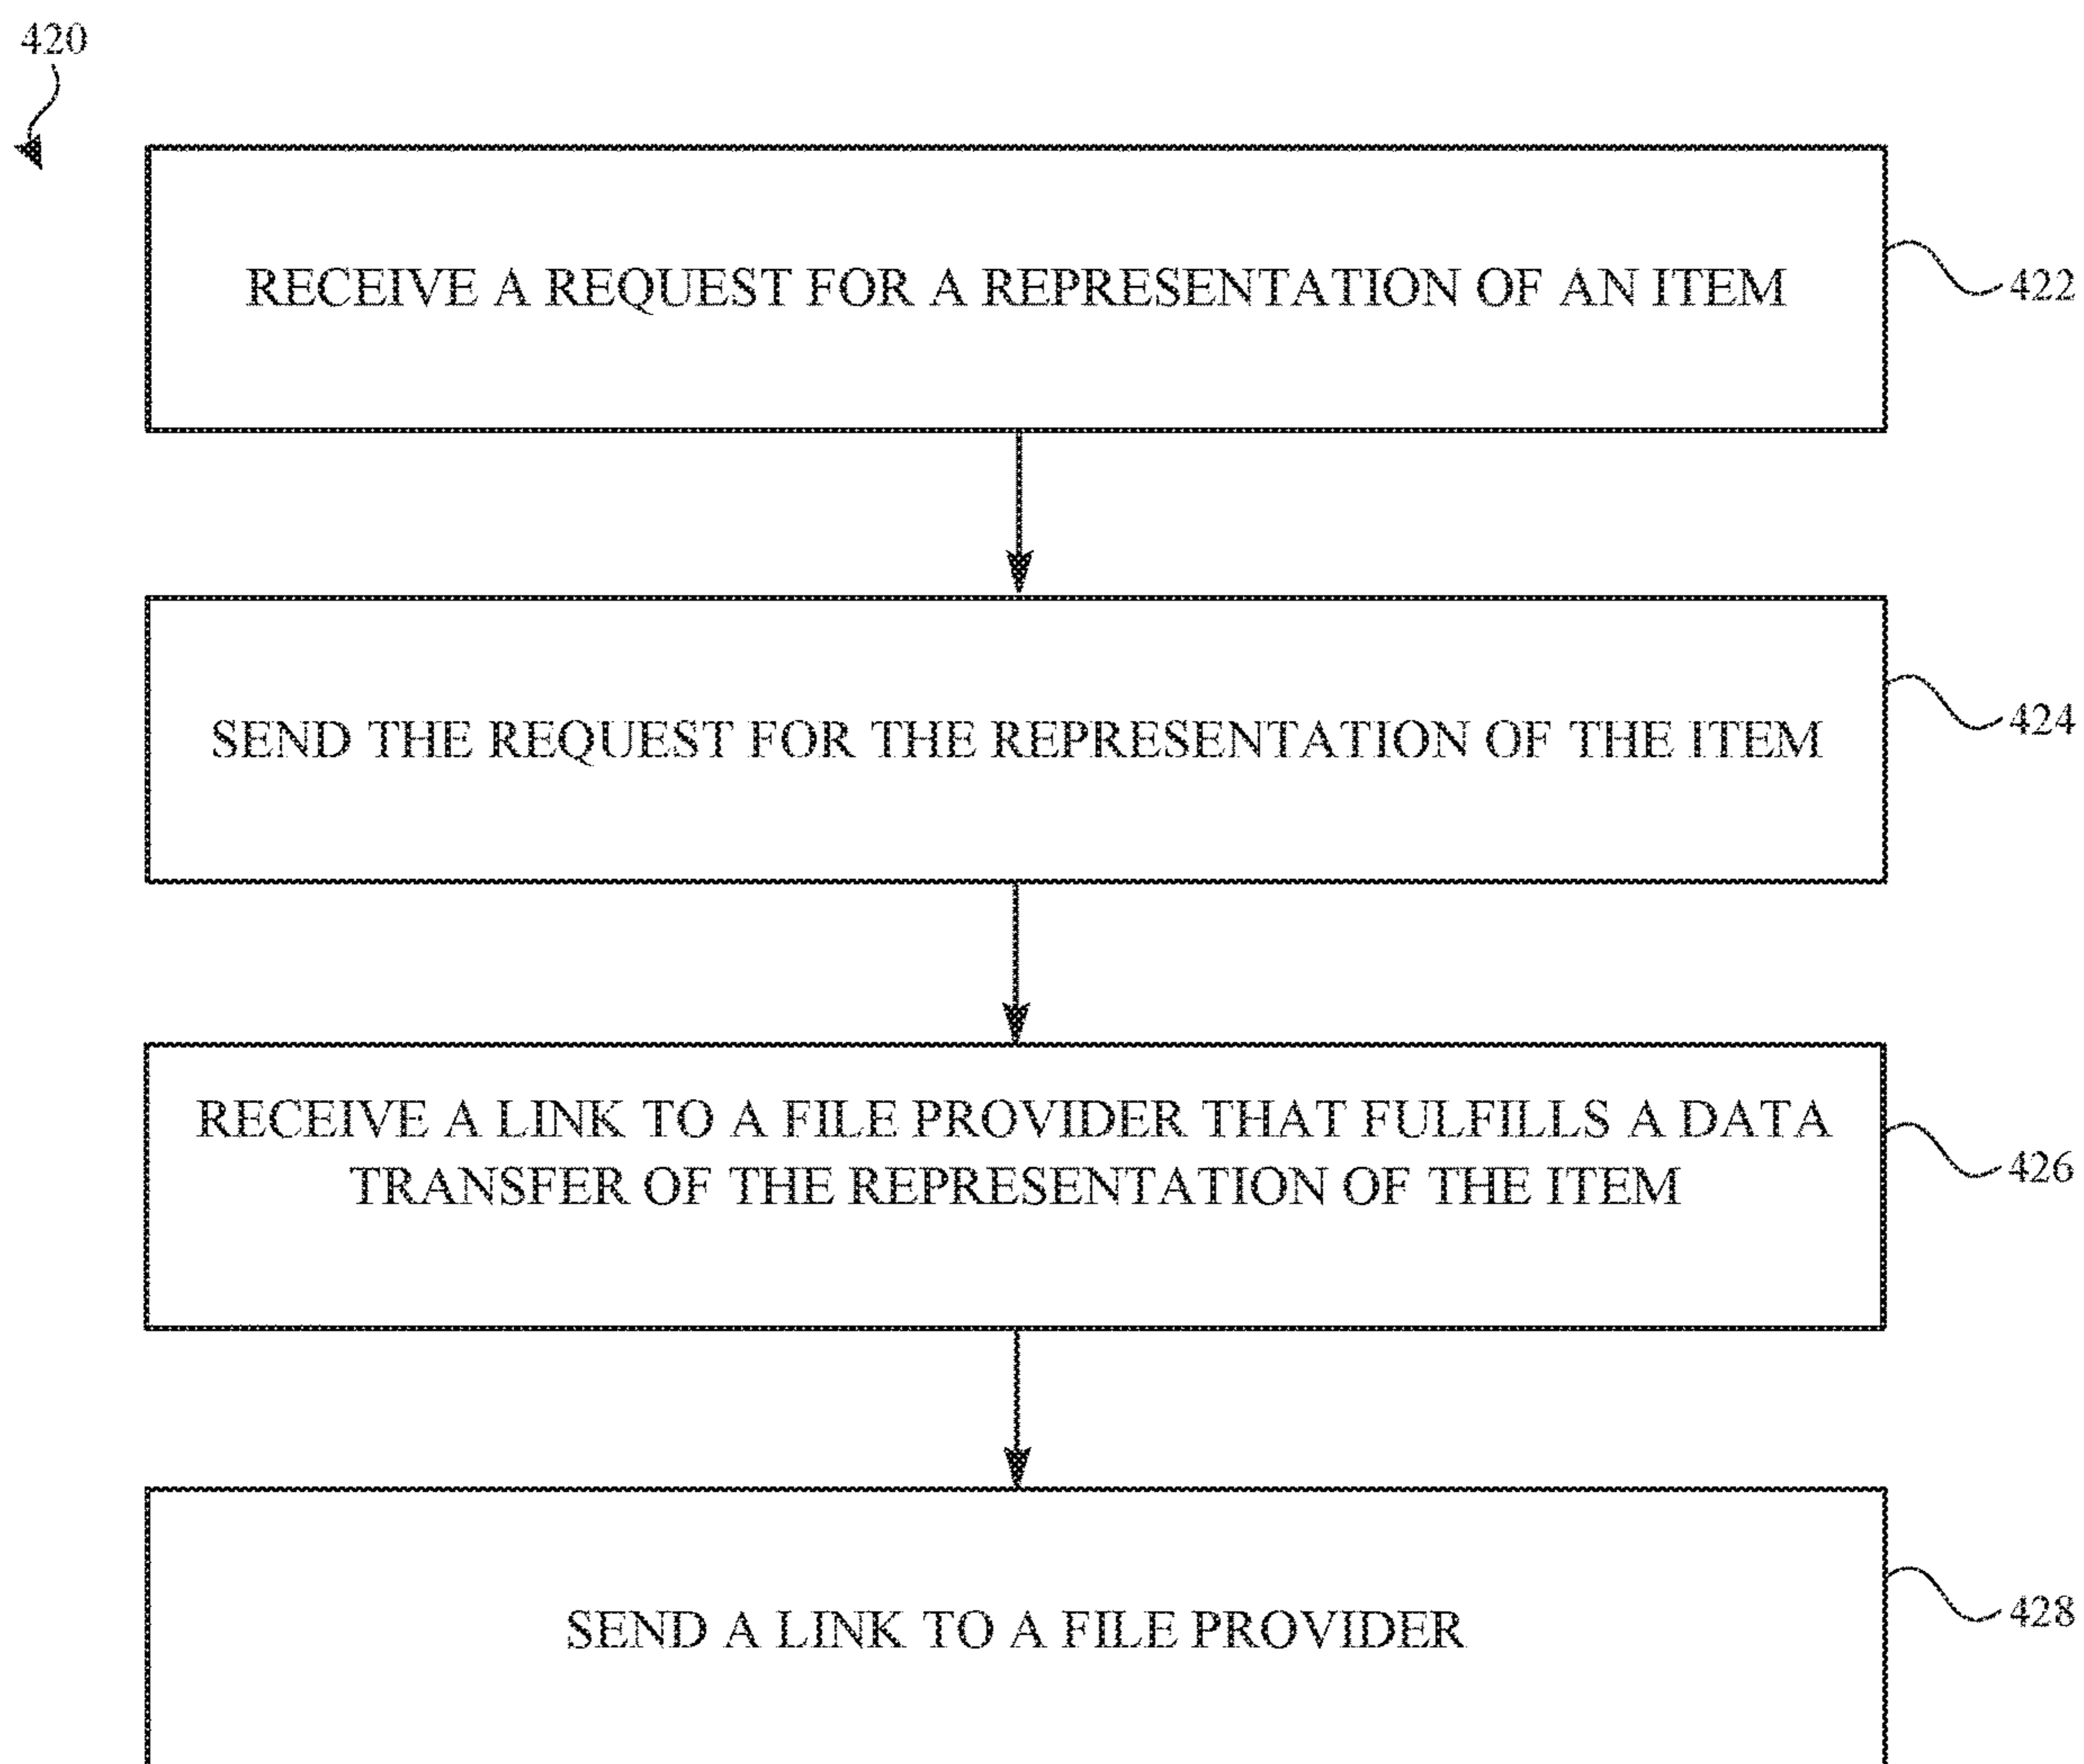 420
RECEIVE A REQUEST FOR A REPRESENTATION OF AN ITEM
422
SEND THE REQUEST FOR THE REPRESENTATION OF THE ITEM
424
RECEIVE A LINK TO A FILE PROVIDER THAT FULFILLS A DATA
TRANSFER OF THE REPRESENTATION OF THE ITEM
426
SEND A LINK TO A FILE PROVIDER
428